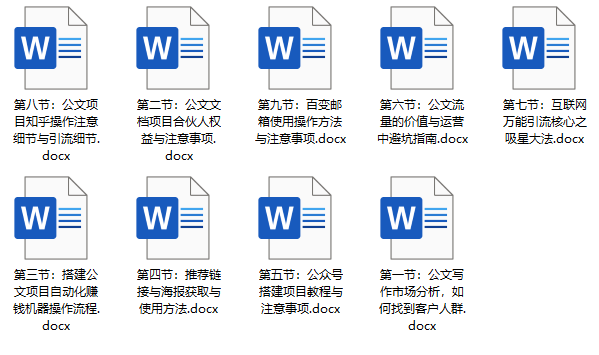 W
W
W
W
W
第八节：公文项
目知乎操作注意
细节与引流细节.
docx
第二节：公文文
档项目合伙人权
益与注意事项.
docx
第九节：百变邮
箱使用操作方法
与注意事项.docx
第六节：公文流
量的价值与运营
中避坑指南.docx
第七节：互联网
万能引流核心之
吸星大法.docx
W
W
W
W
第三节：搭建公
文项目自动化赚
钱机器操作流程.
docx
第四节：推荐链
接与海报获取与
使用方法.docx
第五节：公众号
搭建项目教程与
注意事项.docx
第一节：公文写
作市场分析，如
何找到客户人群.
docx